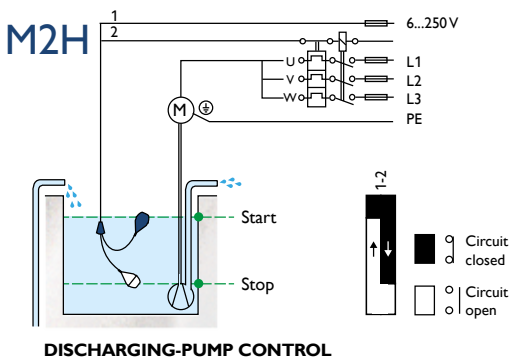 M2H
1
2
6...250 V
U
V
W
L1
L2
L3
M
PE
Start
Stop
1-2
Circuit
closed
Circuit
open
DISCHARGING-PUMP CONTROL